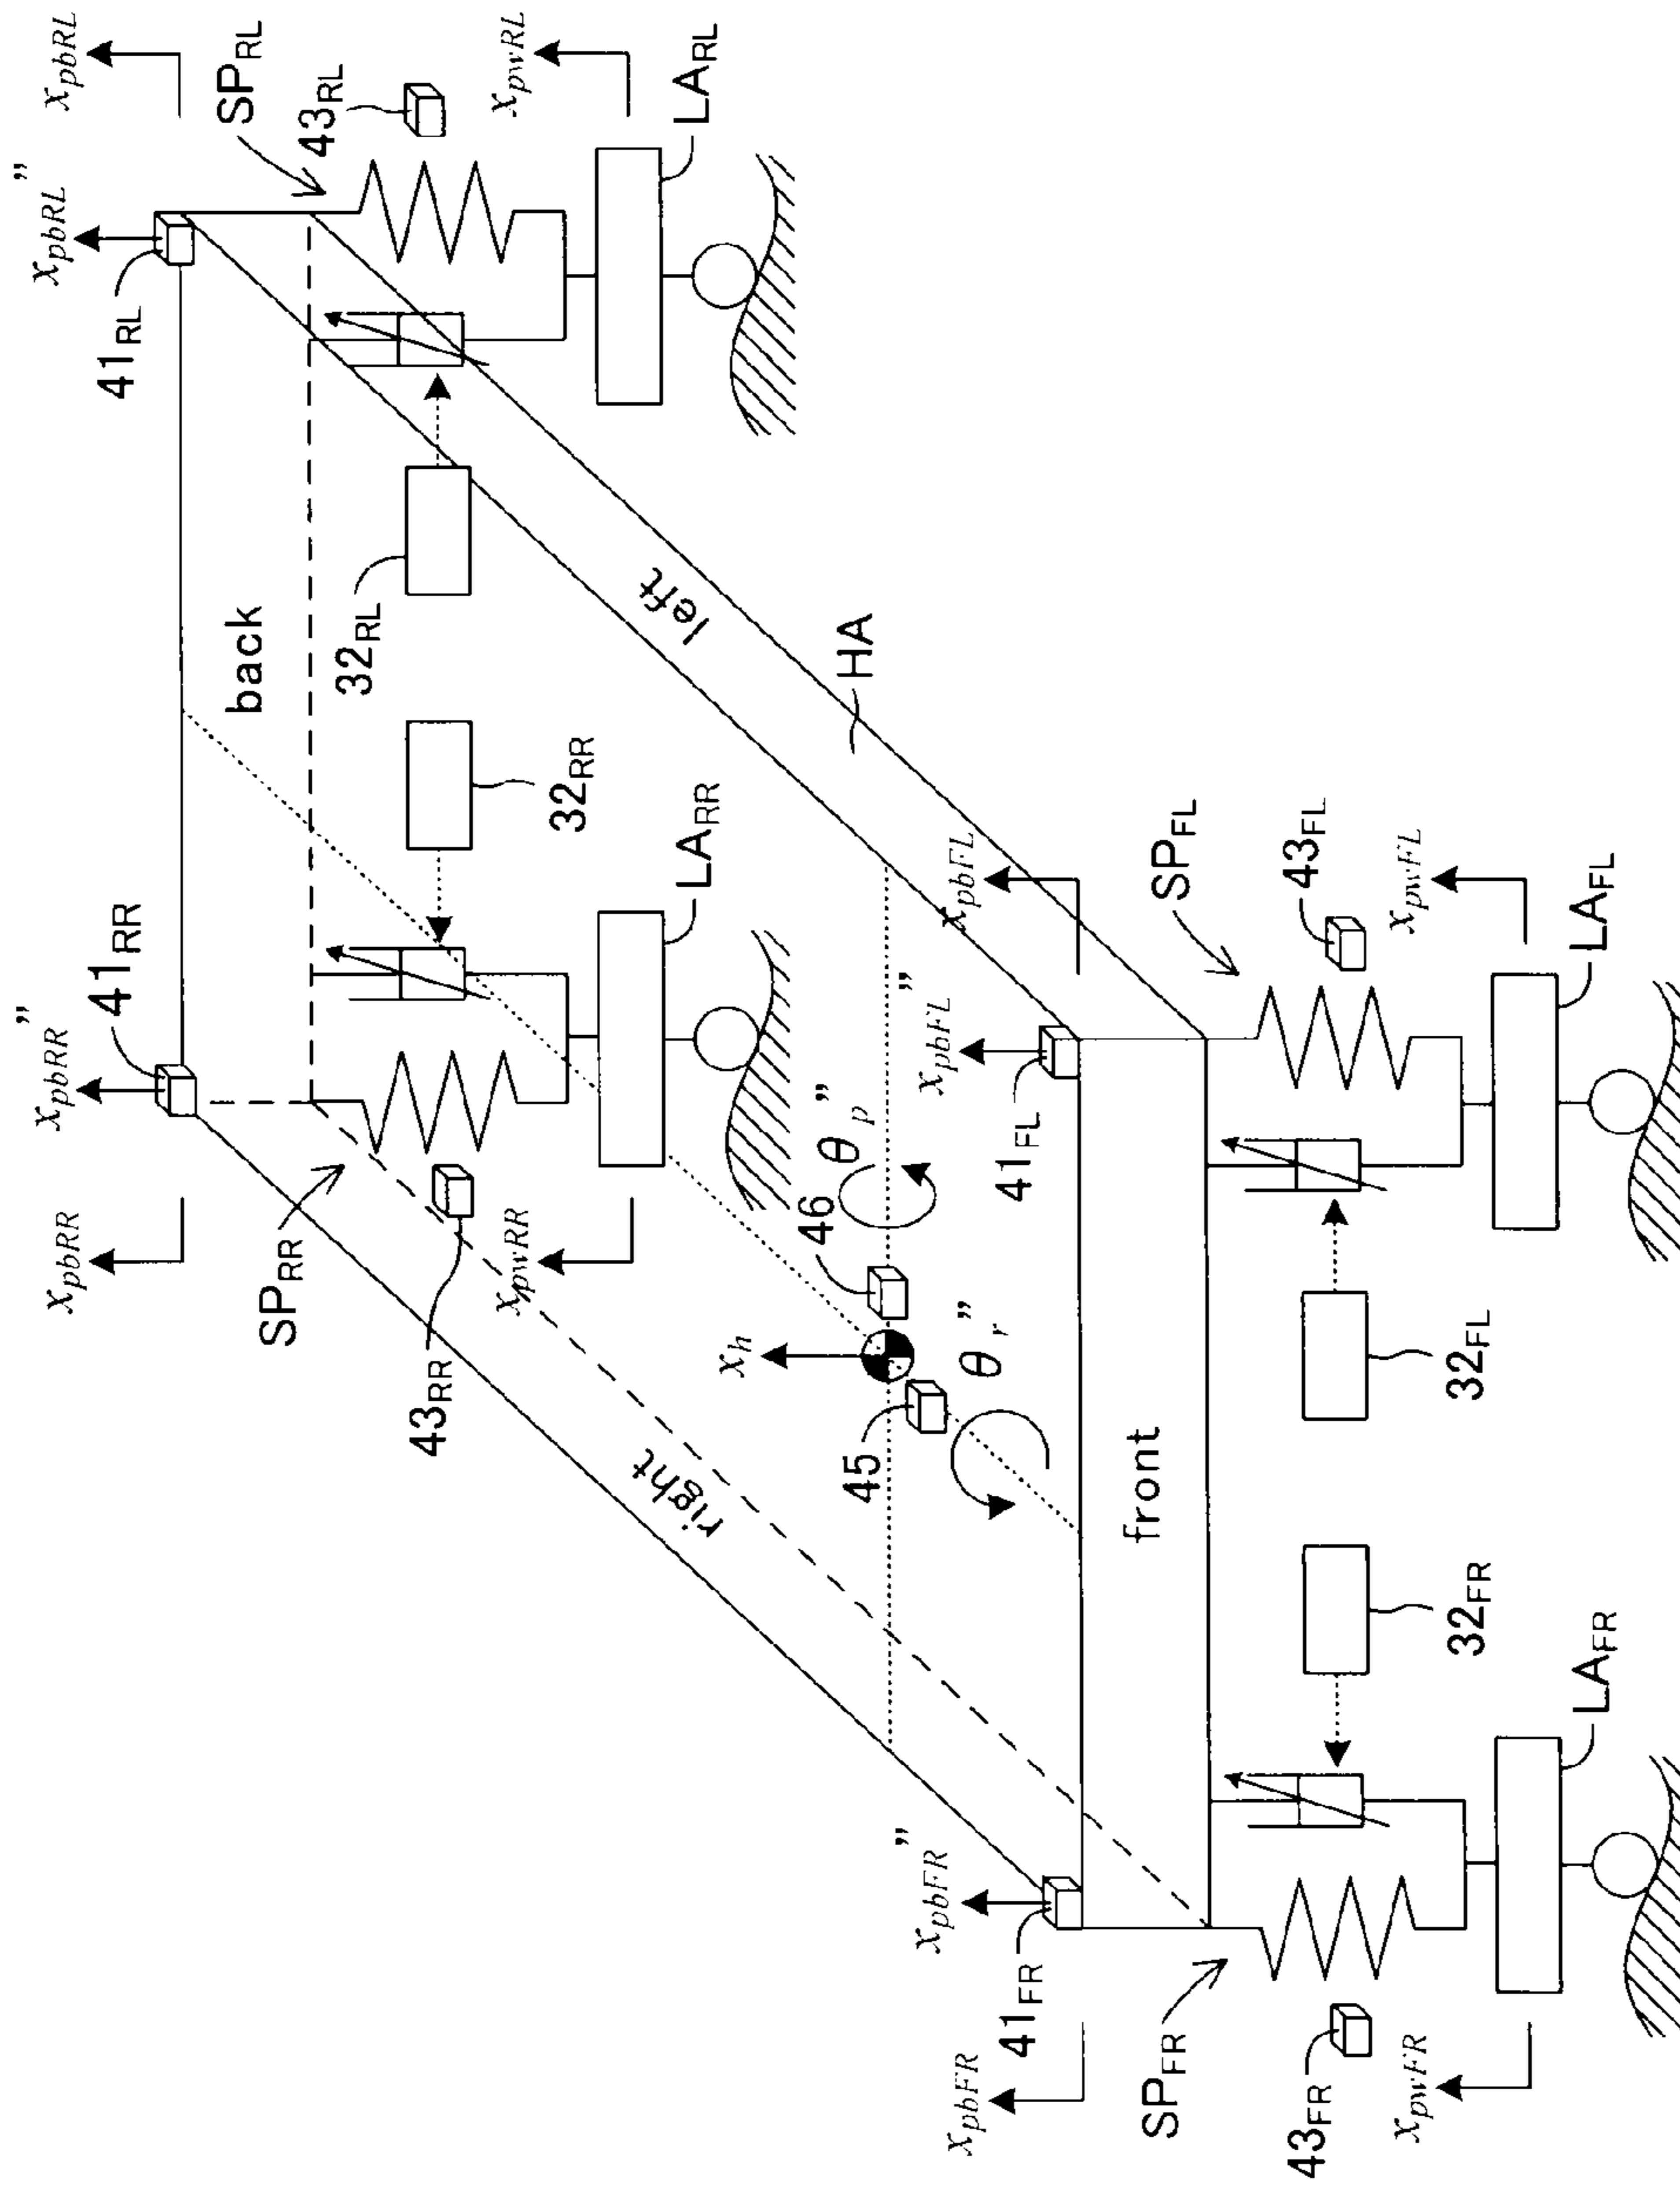 x_pbRR
x_pbRR"
41_RR
x_pbRL"
x_pbRL
41_RL
back
SP_RL
SP_RR
43_RL
32_RL
43_RR
32_RR
x_pwRR
x_pwRL
LA_RR
LA_RL
right
left
x_h
46
θ_p"
HA
45
θ_r"
x_pbFR
x_pbFR"
x_pbFL"
x_pbFL
41_FR
41_FL
front
SP_FR
SP_FL
43_FR
43_FL
x_pwFR
x_pwFL
32_FR
32_FL
LA_FR
LA_FL